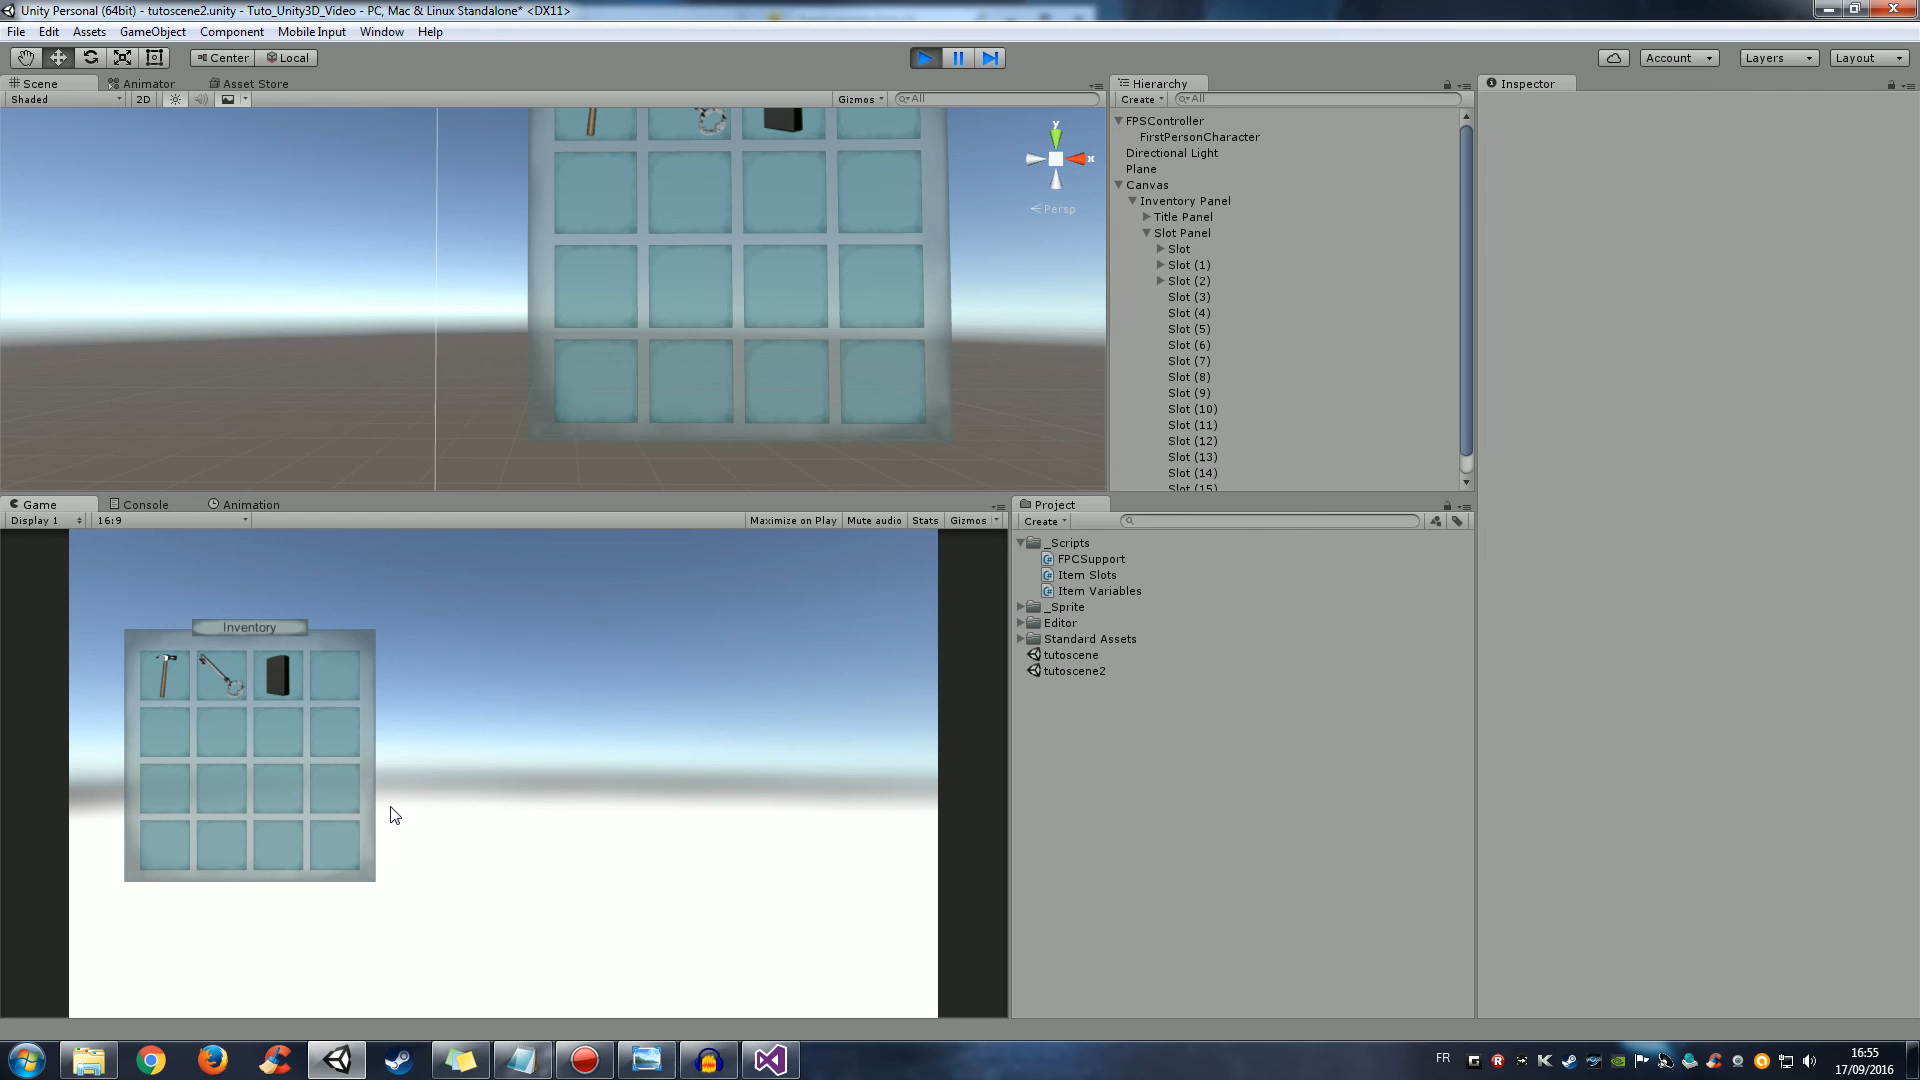 Unity Personal (64bit) - tutoscene2.unity - Tuto_Unity3D_Video - PC, Mac & Linux Standalone* <DX11>
File Edit Assets GameObject Component Mobile Input Window Help
Center Local Account Layers Layout
Scene Animator Asset Store
Shaded 2D Gizmos All
y
x
Persp
Hierarchy
Create All
FPSController
FirstPersonCharacter
Directional Light
Plane
Canvas
Inventory Panel
Title Panel
Slot Panel
Slot
Slot (1)
Slot (2)
Slot (3)
Slot (4)
Slot (5)
Slot (6)
Slot (7)
Slot (8)
Slot (9)
Slot (10)
Slot (11)
Slot (12)
Slot (13)
Slot (14)
Slot (15)
Inspector
Game Console Animation
Display 1 16:9 Maximize on Play Mute audio Stats Gizmos
Inventory
Project
Create
_Scripts
FPCSupport
Item Slots
Item Variables
_Sprite
Editor
Standard Assets
tutoscene
tutoscene2
FR
16:55
17/09/2016